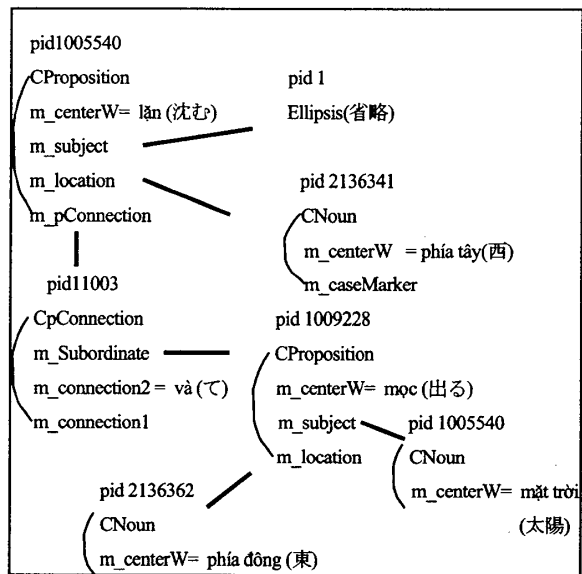 pid1005540
CProposition
m_centerW= lặn (沈む)
m_subject
m_location
m_pConnection
pid 1
Ellipsis(省略)
pid 2136341
CNoun
m_centerW = phía tây(西)
m_caseMarker
pid11003
CpConnection
m_Subordinate
m_connection2 = và (て)
m_connection1
pid 1009228
CProposition
m_centerW= mọc (出る)
m_subject
m_location
pid 1005540
CNoun
m_centerW= mặt trời
(太陽)
pid 2136362
CNoun
m_centerW= phía đông (東)